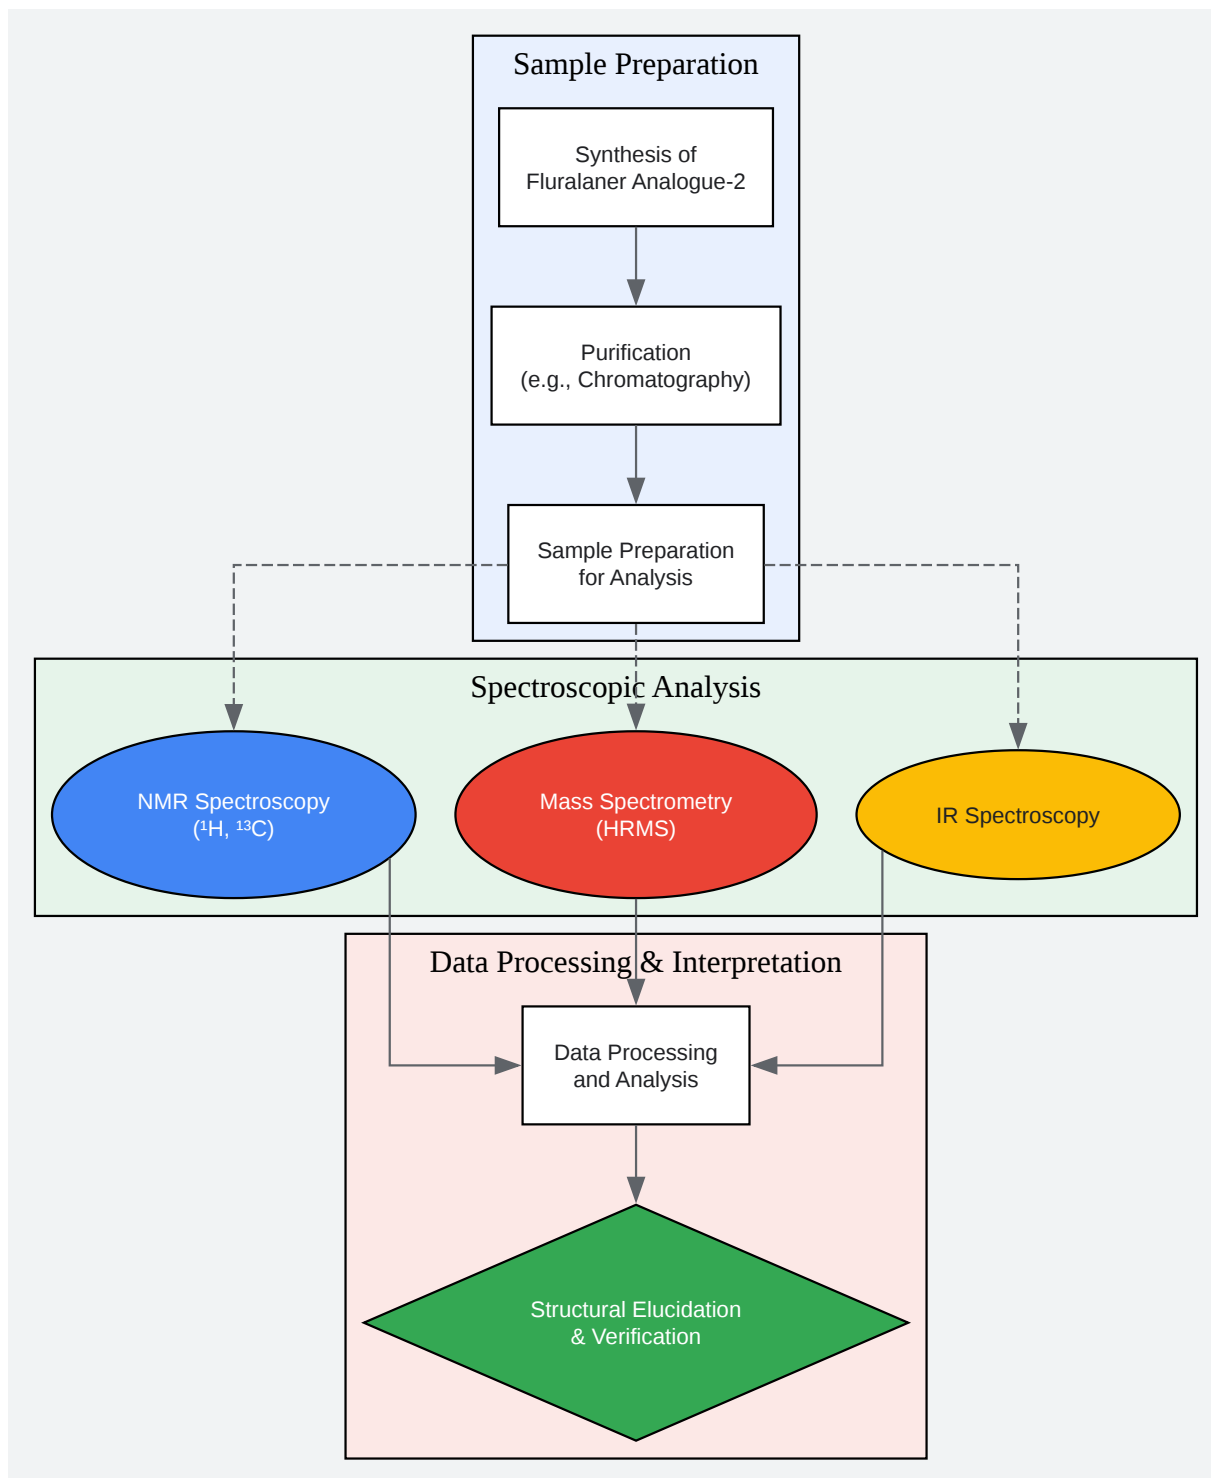 Sample Preparation
Synthesis of
Fluralaner Analogue-2
Purification
(e.g., Chromatography)
Sample Preparation
for Analysis
Spectroscopic Analysis
NMR Spectroscopy
(¹H, ¹³C)
Mass Spectrometry
(HRMS)
IR Spectroscopy
Data Processing & Interpretation
Data Processing
and Analysis
Structural Elucidation
& Verification